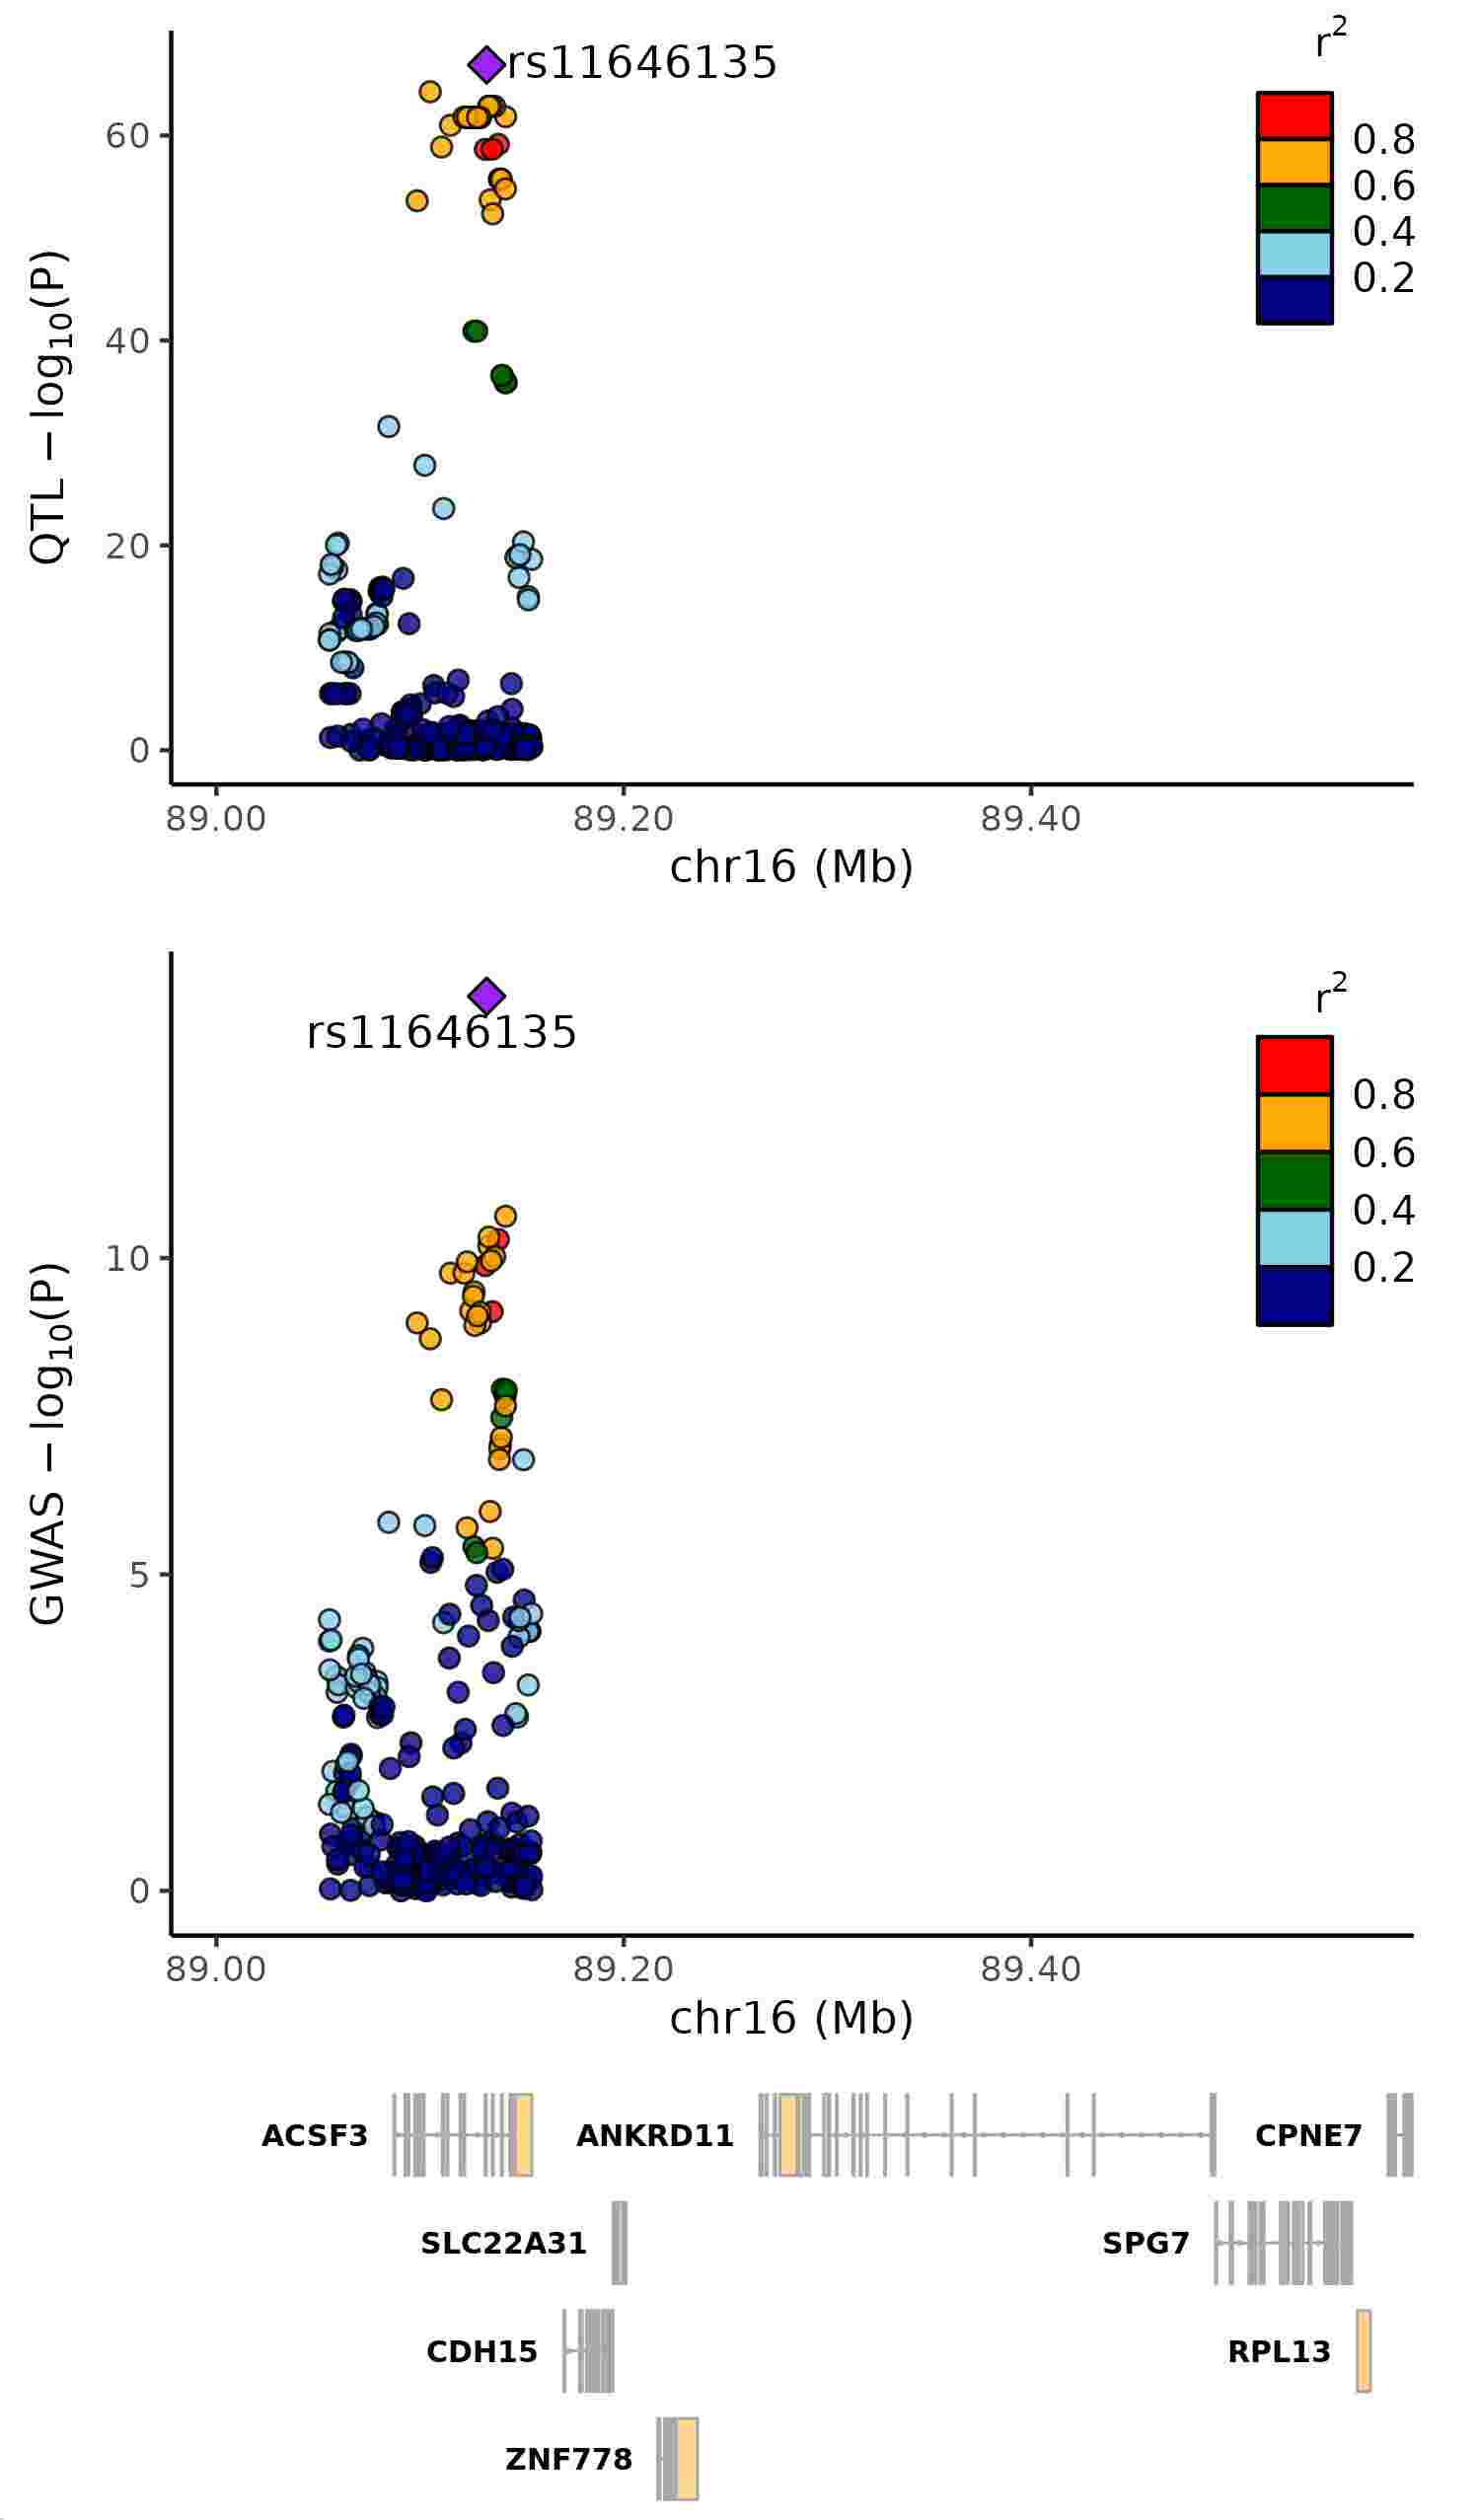 rs11646135
r2
0.8
0.6
0.4
0.2
60
40
20
0
QTL −log10(P)
89.00 89.20 89.40
chr16 (Mb)
rs11646135
r2
0.8
0.6
0.4
0.2
10
5
0
GWAS −log10(P)
89.00 89.20 89.40
chr16 (Mb)
ACSF3 ANKRD11 CPNE7
SLC22A31 SPG7
CDH15 RPL13
ZNF778